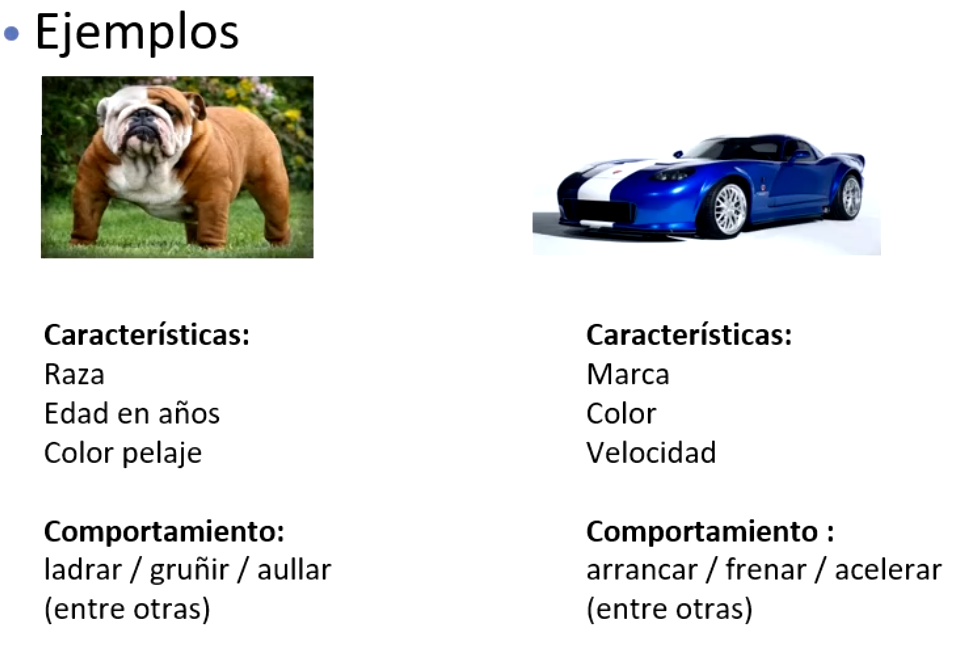 Ejemplos
Características:
Raza
Edad en años
Color pelaje
Comportamiento:
ladrar / gruñir / aullar
(entre otras)
Características:
Marca
Color
Velocidad
Comportamiento :
arrancar / frenar / acelerar
(entre otras)